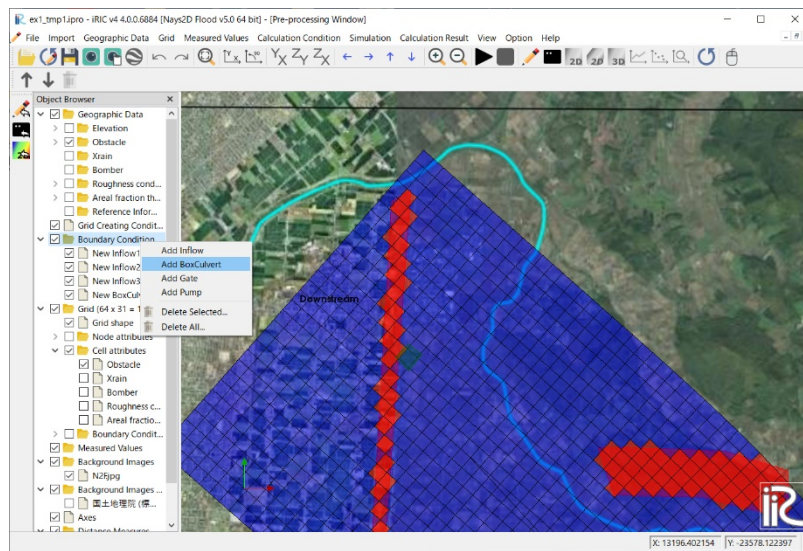 ex1_tmp1.ipro - iRIC v4 4.0.0.6884 [Nays2D Flood v5.0 64 bit] - [Pre-processing Window]
File Import Geographic Data Grid Measured Values Calculation Condition Simulation Calculation Result View Option Help
2D 2D 3D
Object Browser
Geographic Data
Elevation
Obstacle
Xrain
Bomber
Roughness cond...
Areal fraction th...
Reference Infor...
Grid Creating Condit...
Boundary Condition
New Inflow1
New Inflow2
New Inflow3
New BoxCul
Add Inflow
Add BoxCulvert
Add Gate
Add Pump
Delete Selected...
Delete All...
Grid (64 x 31 = 1
Grid shape
Node attributes
Cell attributes
Obstacle
Xrain
Bomber
Roughness c...
Areal fractio...
Boundary Condit...
Measured Values
Background Images
N2F.jpg
Background Images ...
国土地理院 (標...
Axes
Distance Measures
Downstream
iRIC
X: 13196.402154 Y: -23578.122397